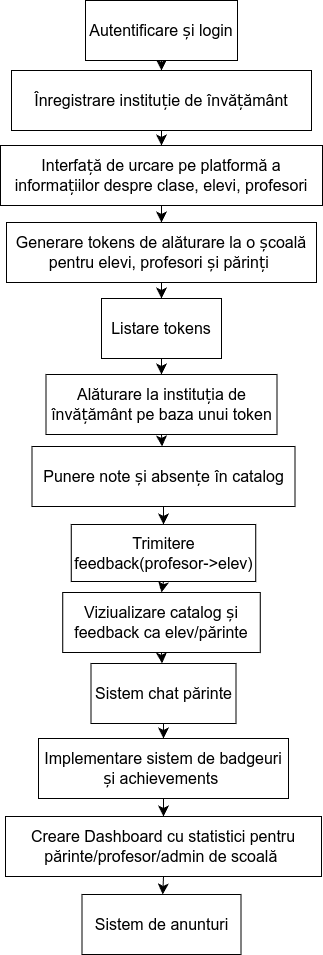 Autentificare și login
Înregistrare instituție de învățământ
Interfață de urcare pe platformă a
informațiilor despre clase, elevi, profesori
Generare tokens de alăturare la o școală
pentru elevi, profesori și părinți
Listare tokens
Alăturare la instituția de
învățământ pe baza unui token
Punere note și absențe în catalog
Trimitere
feedback(profesor->elev)
Viziualizare catalog și
feedback ca elev/părinte
Sistem chat părinte
Implementare sistem de badgeuri
și achievements
Creare Dashboard cu statistici pentru
părinte/profesor/admin de scoală
Sistem de anunturi